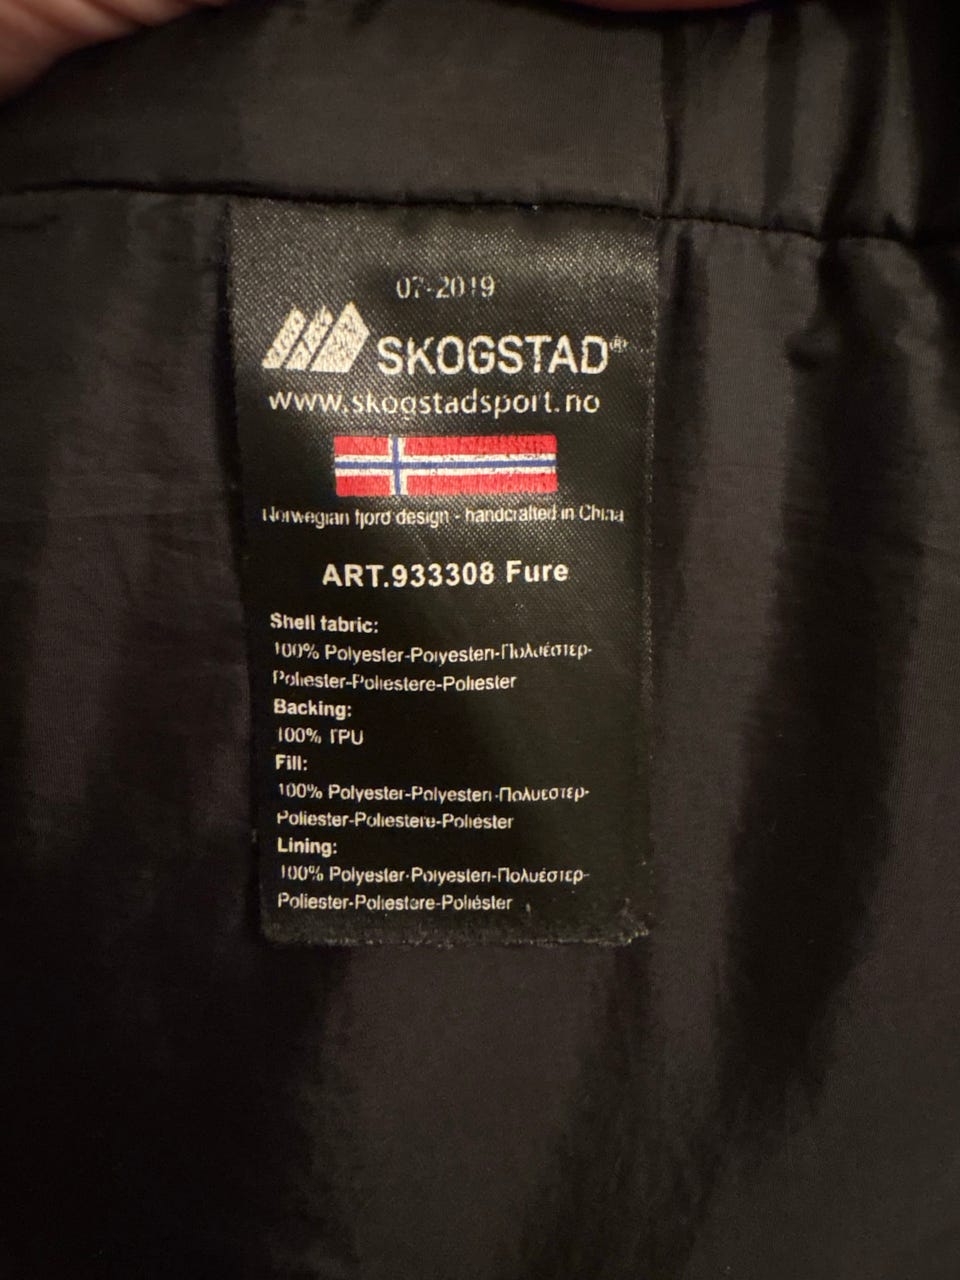 07-2019
SKOGSTAD®
www.skogstadsport.no
Norwegian fjord design - handcrafted in China
ART.933308 Fure
Shell fabric:
100% Polyester-Polyesteri-Πολυέστερ-
Poliester-Poliestere-Poliester
Backing:
100% TPU
Fill:
100% Polyester-Polyesteri-Πολυεστερ-
Poliester-Poliestere-Poliester
Lining:
100% Polyester-Polyesteri-Πολυέστερ-
Poliester-Poliestere-Poliéster